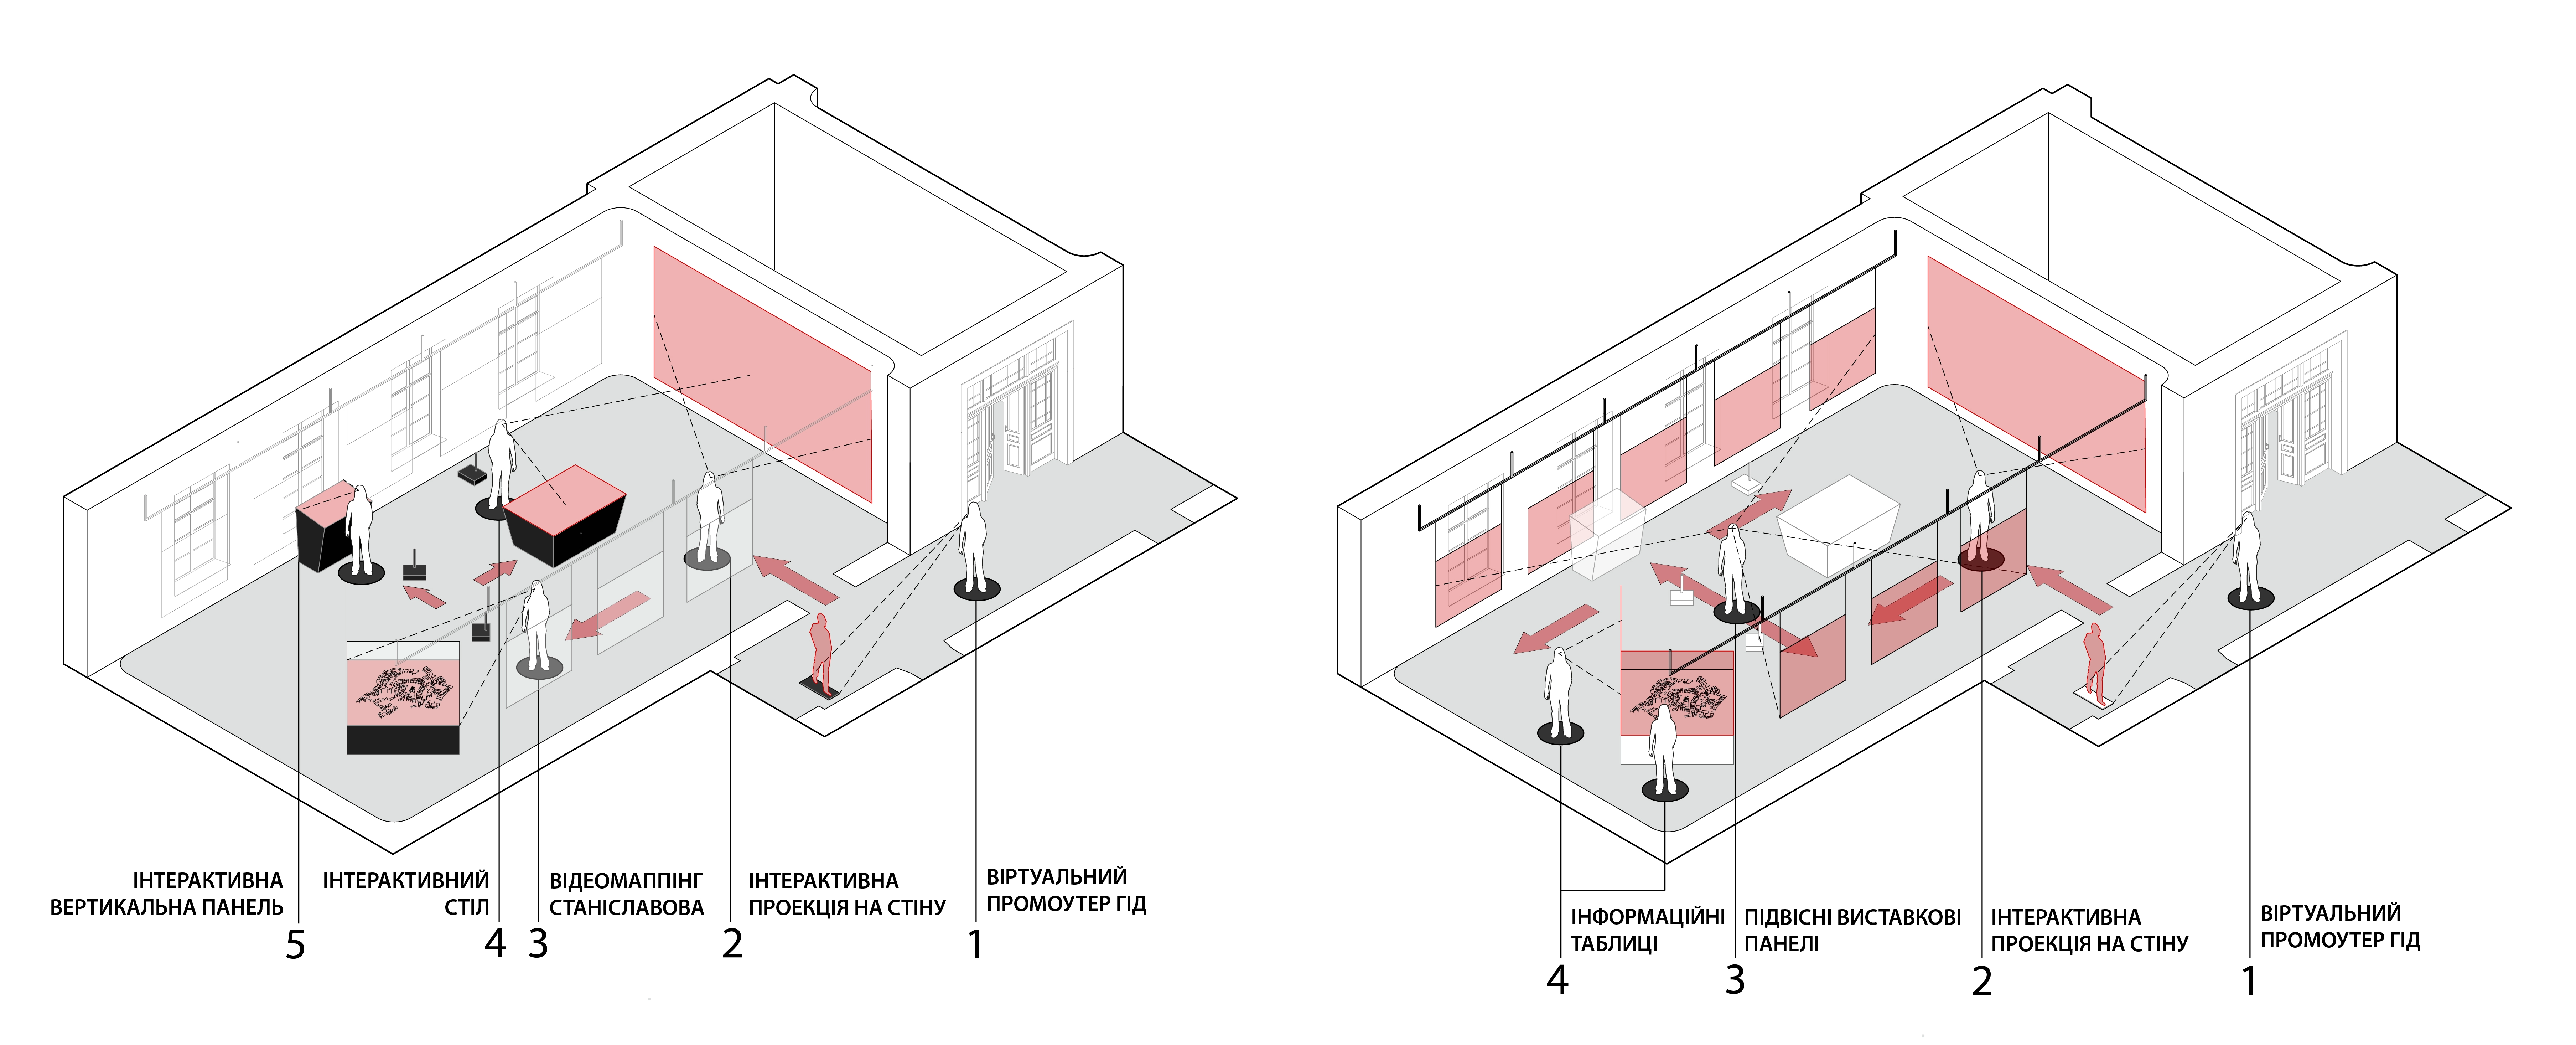 ІНТЕРАКТИВНА
ВЕРТИКАЛЬНА ПАНЕЛЬ
5
ІНТЕРАКТИВНИЙ
СТІЛ
4
ВІДЕОМАППІНГ
СТАНІСЛАВОВА
3
ІНТЕРАКТИВНА
ПРОЕКЦІЯ НА СТІНУ
2
ВІРТУАЛЬНИЙ
ПРОМОУТЕР ГІД
1
ІНФОРМАЦІЙНІ
ТАБЛИЦІ
4
ПІДВІСНІ ВИСТАВКОВІ
ПАНЕЛІ
3
ІНТЕРАКТИВНА
ПРОЕКЦІЯ НА СТІНУ
2
ВІРТУАЛЬНИЙ
ПРОМОУТЕР ГІД
1